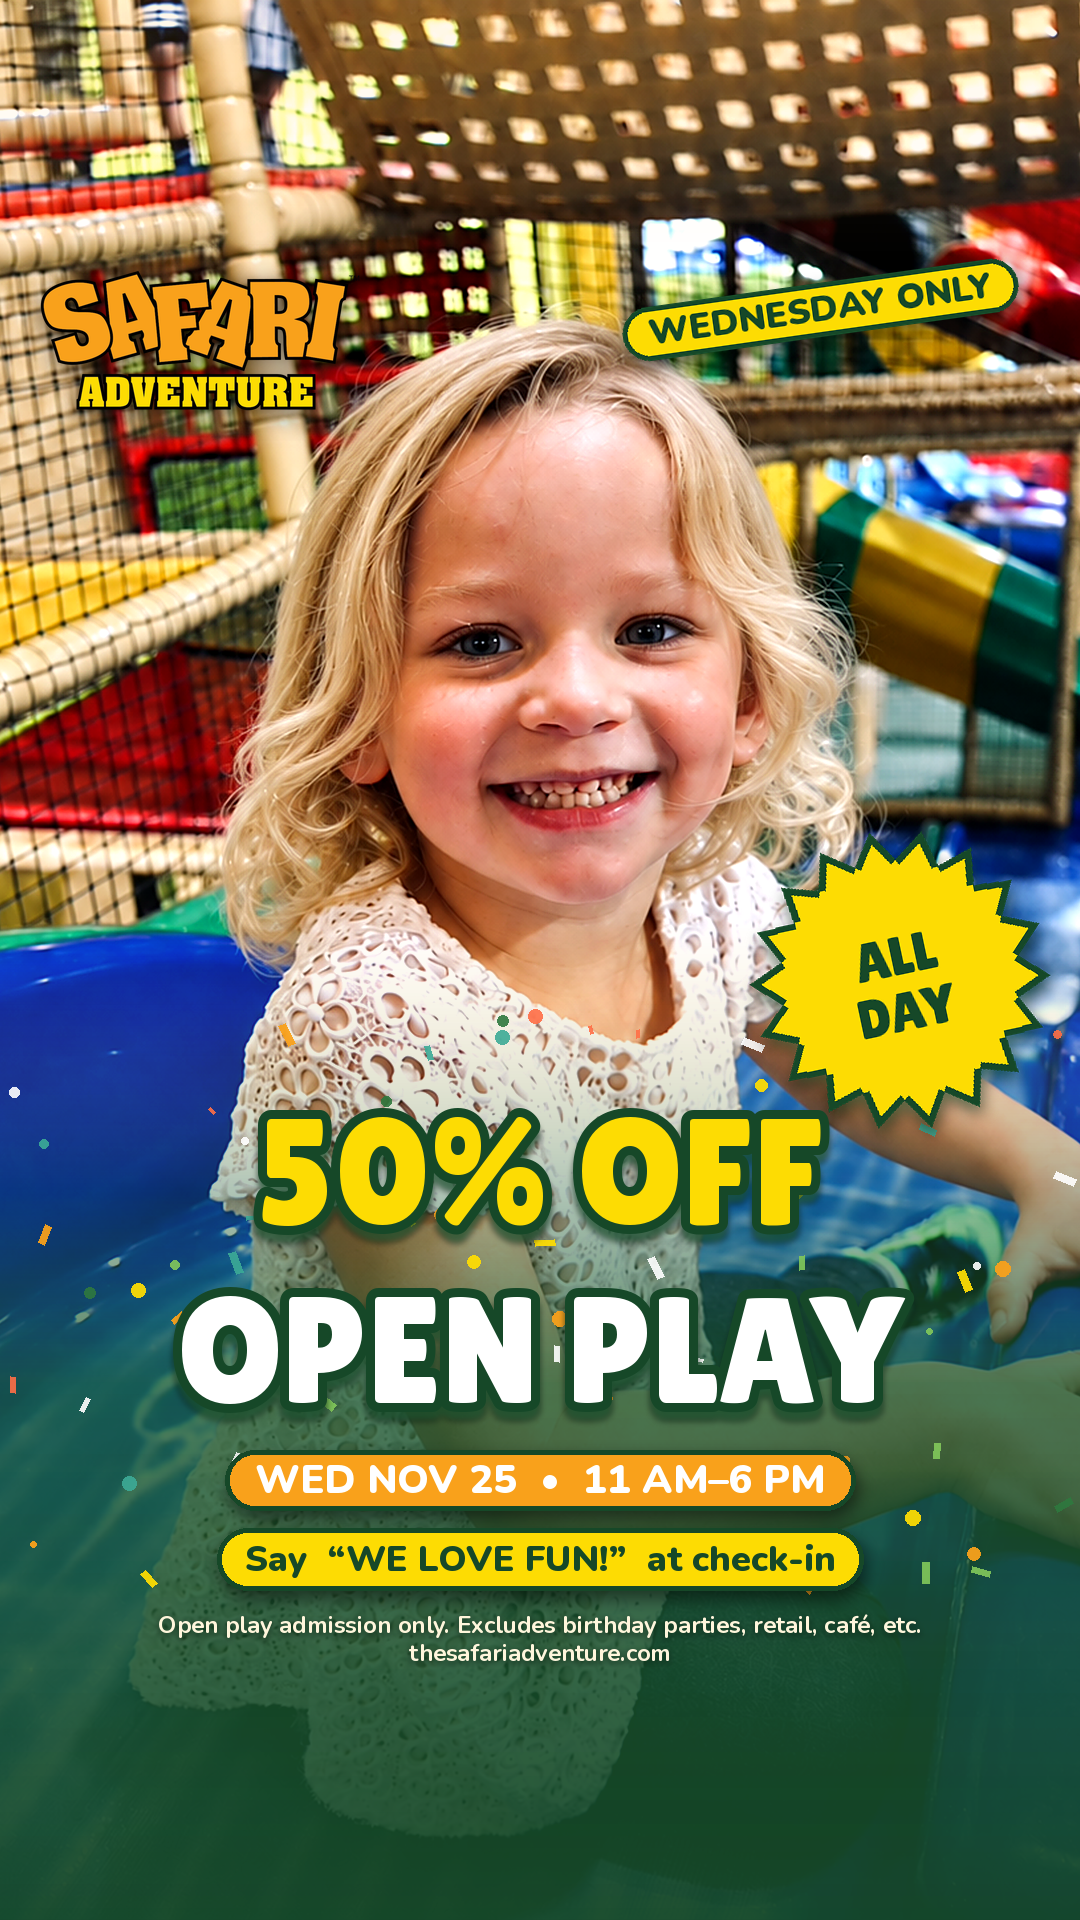 SAFARI
ADVENTURE
WEDNESDAY ONLY
ALL
DAY
50% OFF
OPEN PLAY
WED NOV 25 • 11 AM–6 PM
Say “WE LOVE FUN!” at check-in
Open play admission only. Excludes birthday parties, retail, café, etc.
thesafariadventure.com